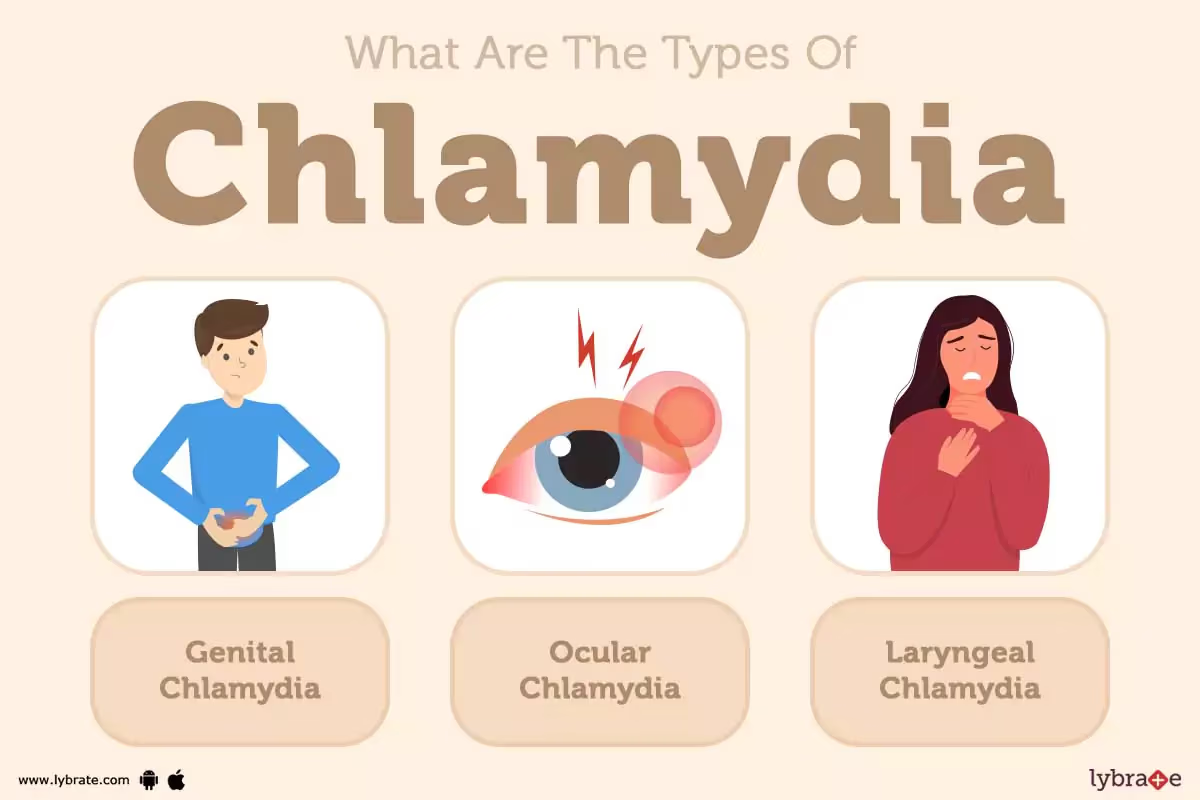 What Are The Types Of
Chlamydia
Genital
Chlamydia
Ocular
Chlamydia
Laryngeal
Chlamydia
www.lybrate.com
lybrate